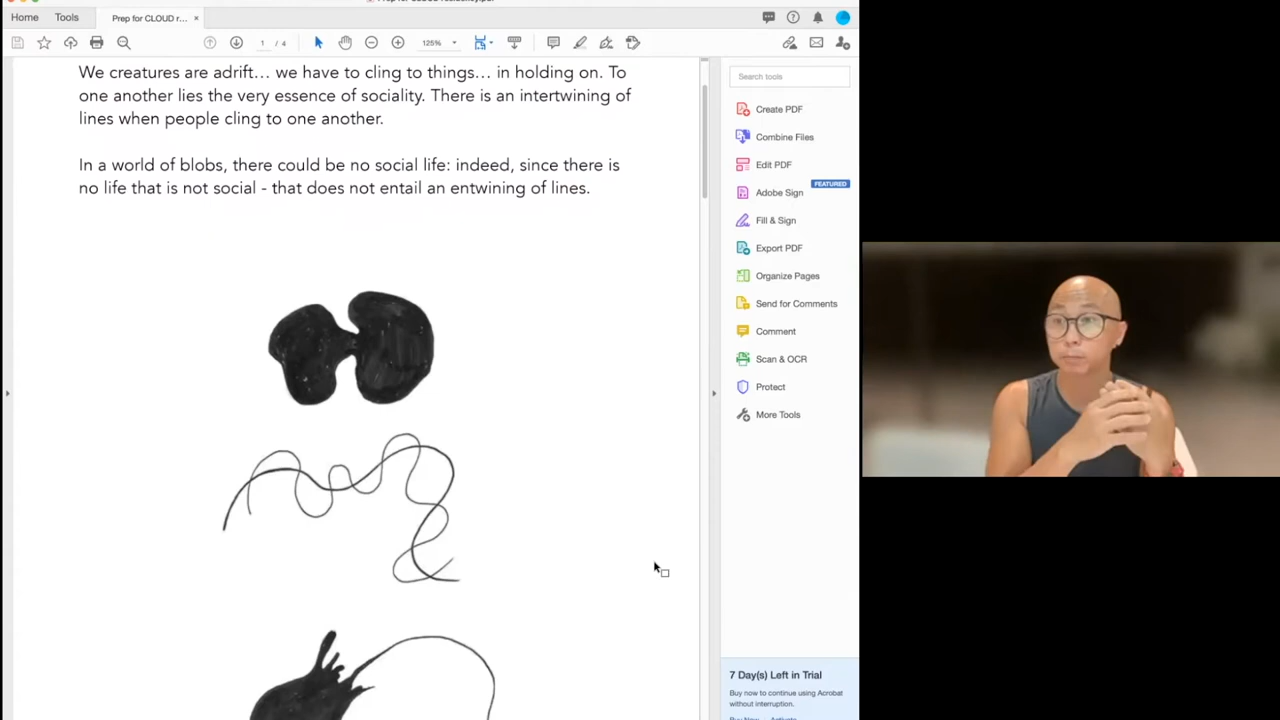 Home
Tools
Prep for CLOUD r...
1 / 4
125%
We creatures are adrift… we have to cling to things… in holding on. To
one another lies the very essence of sociality. There is an intertwining of
lines when people cling to one another.
In a world of blobs, there could be no social life: indeed, since there is
no life that is not social - that does not entail an entwining of lines.
Search tools
Create PDF
Combine Files
Edit PDF
Adobe Sign
FEATURED
Fill & Sign
Export PDF
Organize Pages
Send for Comments
Comment
Scan & OCR
Protect
More Tools
7 Day(s) Left in Trial
Buy now to continue using Acrobat
without interruption.